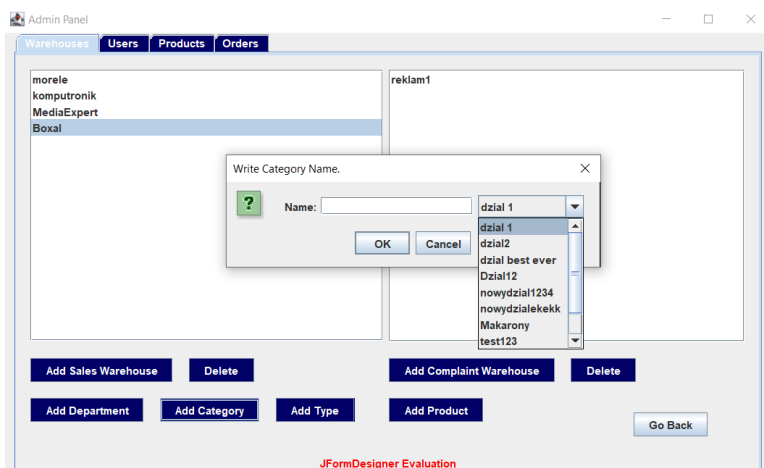 Admin Panel
Warehouses Users Products Orders
morele
komputronik
MediaExpert
Boxal
reklam1
Write Category Name.
?
Name:
dzial 1
OK Cancel
dzial 1
dzial2
dzial best ever
Dzial12
nowydzial1234
nowydzialekekk
Makarony
test123
Add Sales Warehouse Delete
Add Complaint Warehouse Delete
Add Department Add Category Add Type Add Product
Go Back
JFormDesigner Evaluation